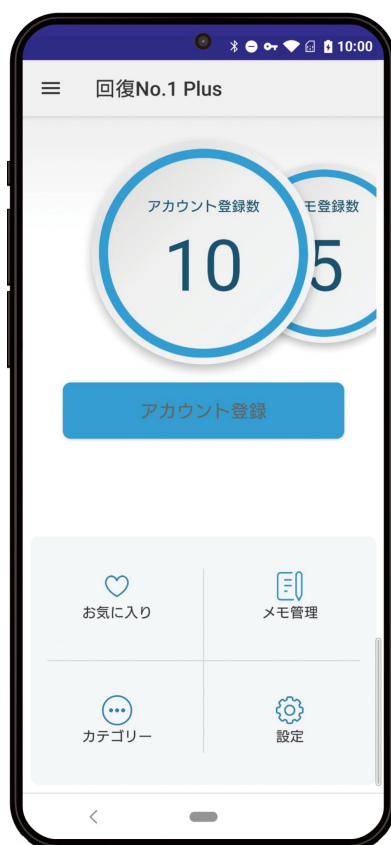 10:00
回復No.1 Plus
アカウント登録数
10
モ登録数
5
アカウント登録
お気に入り
メモ管理
カテゴリー
設定